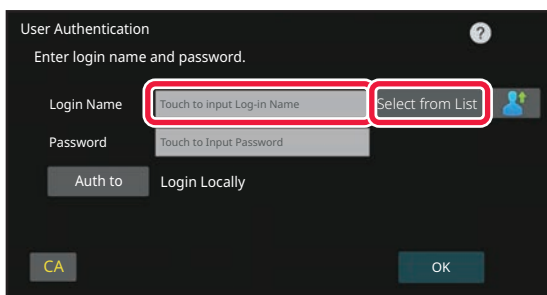 User Authentication
?
Enter login name and password.
Login Name
Touch to input Log-in Name
Select from List
Password
Touch to Input Password
Auth to
Login Locally
CA
OK